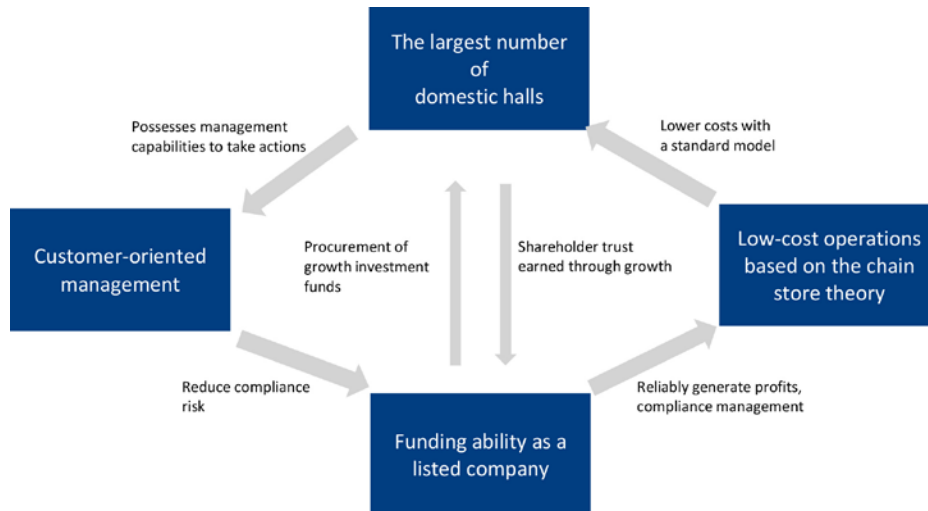 The largest number
of
domestic halls
Possesses management
capabilities to take actions
Lower costs with
a standard model
Customer-oriented
management
Procurement of
growth investment
funds
Shareholder trust
earned through growth
Low-cost operations
based on the chain
store theory
Reduce compliance
risk
Reliably generate profits,
compliance management
Funding ability as a
listed company